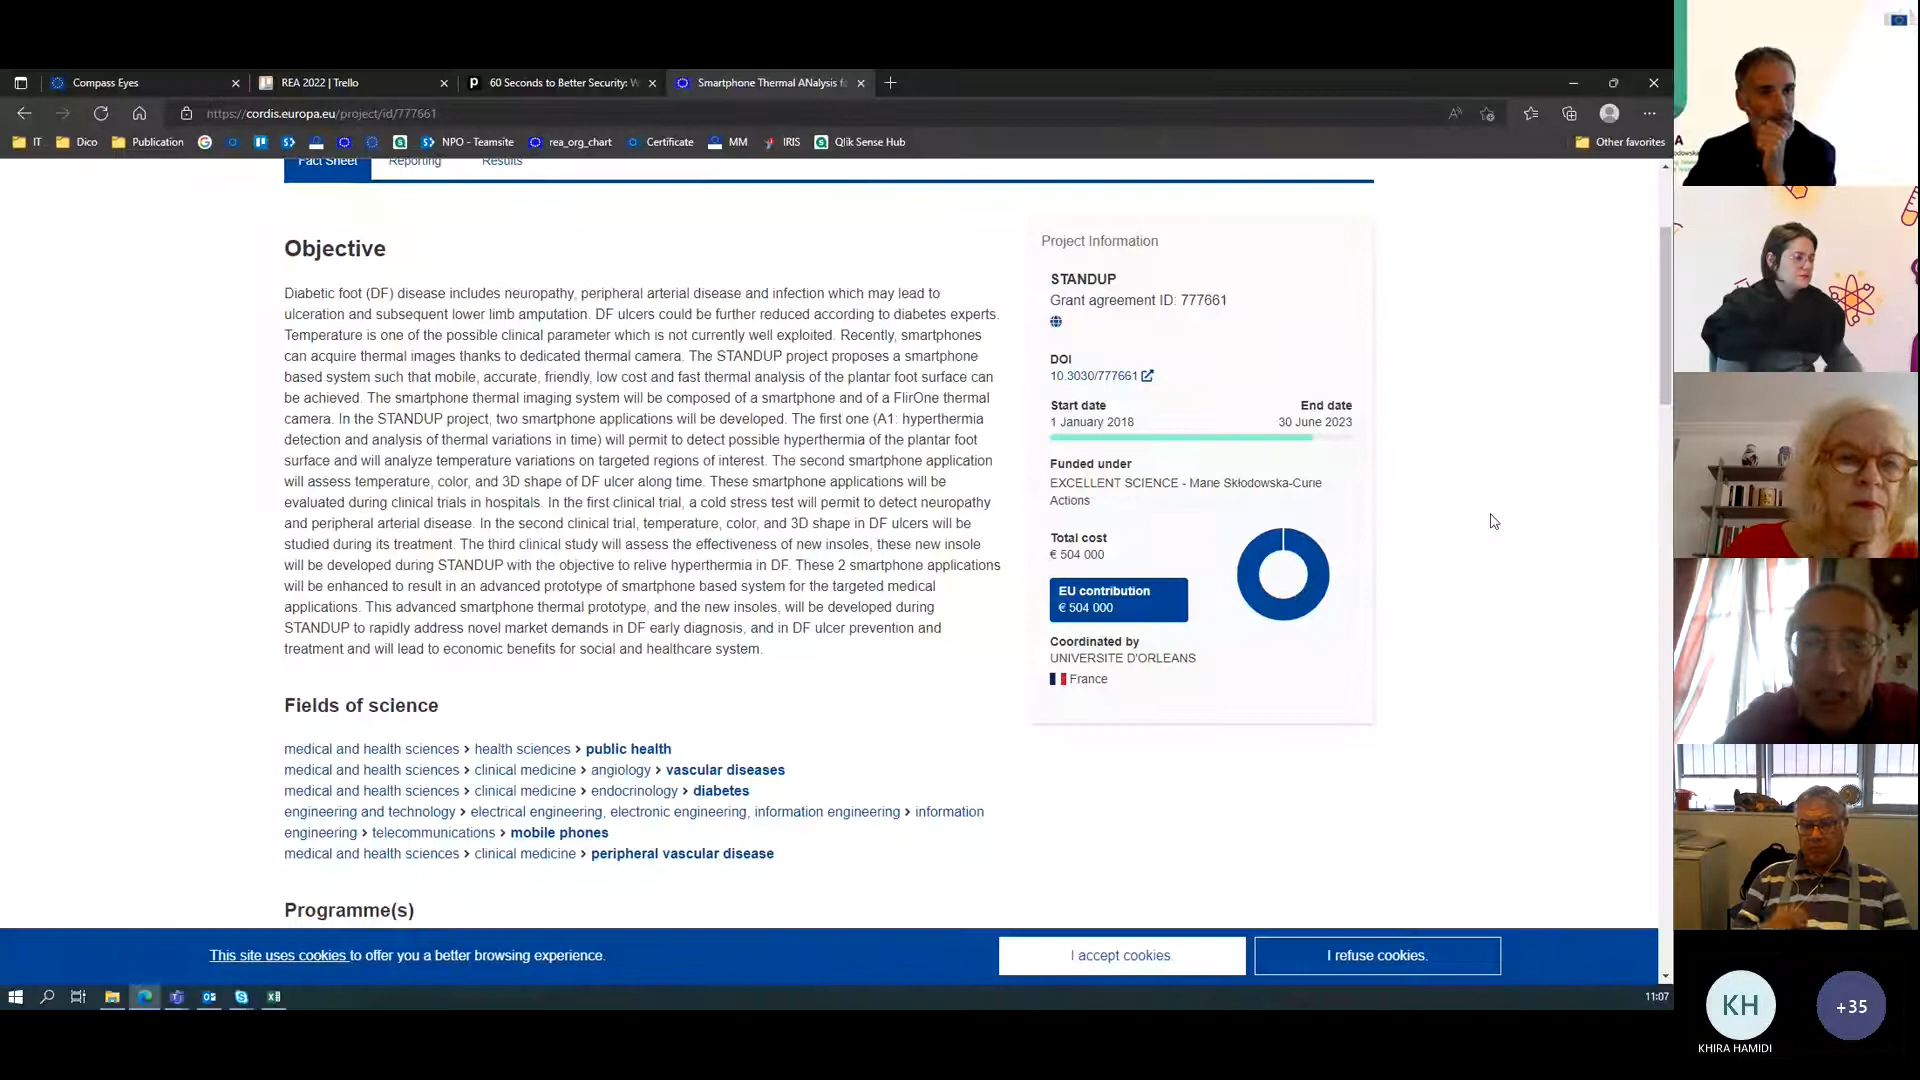 Compass Eyes
REA 2022 | Trello
60 Seconds to Better Security: W
Smartphone Thermal ANalysis fo
https://cordis.europa.eu/project/id/777661
IT
Dico
Publication
NPO - Teamsite
rea_org_chart
Certificate
MM
IRIS
Qlik Sense Hub
Other favorites
Fact Sheet
Reporting
Results
Objective
Diabetic foot (DF) disease includes neuropathy, peripheral arterial disease and infection which may lead to
ulceration and subsequent lower limb amputation. DF ulcers could be further reduced according to diabetes experts.
Temperature is one of the possible clinical parameter which is not currently well exploited. Recently, smartphones
can acquire thermal images thanks to dedicated thermal camera. The STANDUP project proposes a smartphone
based system such that mobile, accurate, friendly, low cost and fast thermal analysis of the plantar foot surface can
be achieved. The smartphone thermal imaging system will be composed of a smartphone and of a FlirOne thermal
camera. In the STANDUP project, two smartphone applications will be developed. The first one (A1: hyperthermia
detection and analysis of thermal variations in time) will permit to detect possible hyperthermia of the plantar foot
surface and will analyze temperature variations on targeted regions of interest. The second smartphone application
will assess temperature, color, and 3D shape of DF ulcer along time. These smartphone applications will be
evaluated during clinical trials in hospitals. In the first clinical trial, a cold stress test will permit to detect neuropathy
and peripheral arterial disease. In the second clinical trial, temperature, color, and 3D shape in DF ulcers will be
studied during its treatment. The third clinical study will assess the effectiveness of new insoles, these new insole
will be developed during STANDUP with the objective to relive hyperthermia in DF. These 2 smartphone applications
will be enhanced to result in an advanced prototype of smartphone based system for the targeted medical
applications. This advanced smartphone thermal prototype, and the new insoles, will be developed during
STANDUP to rapidly address novel market demands in DF early diagnosis, and in DF ulcer prevention and
treatment and will lead to economic benefits for social and healthcare system.
Fields of science
medical and health sciences > health sciences > public health
medical and health sciences > clinical medicine > angiology > vascular diseases
medical and health sciences > clinical medicine > endocrinology > diabetes
engineering and technology > electrical engineering, electronic engineering, information engineering > information
engineering > telecommunications > mobile phones
medical and health sciences > clinical medicine > peripheral vascular disease
Programme(s)
Project Information
STANDUP
Grant agreement ID: 777661
DOI
10.3030/777661
Start date
End date
1 January 2018
30 June 2023
Funded under
EXCELLENT SCIENCE - Marie Skłodowska-Curie
Actions
Total cost
€ 504 000
EU contribution
€ 504 000
Coordinated by
UNIVERSITE D'ORLEANS
France
This site uses cookies to offer you a better browsing experience.
I accept cookies
I refuse cookies.
11:07
KH
+35
KHIRA HAMIDI